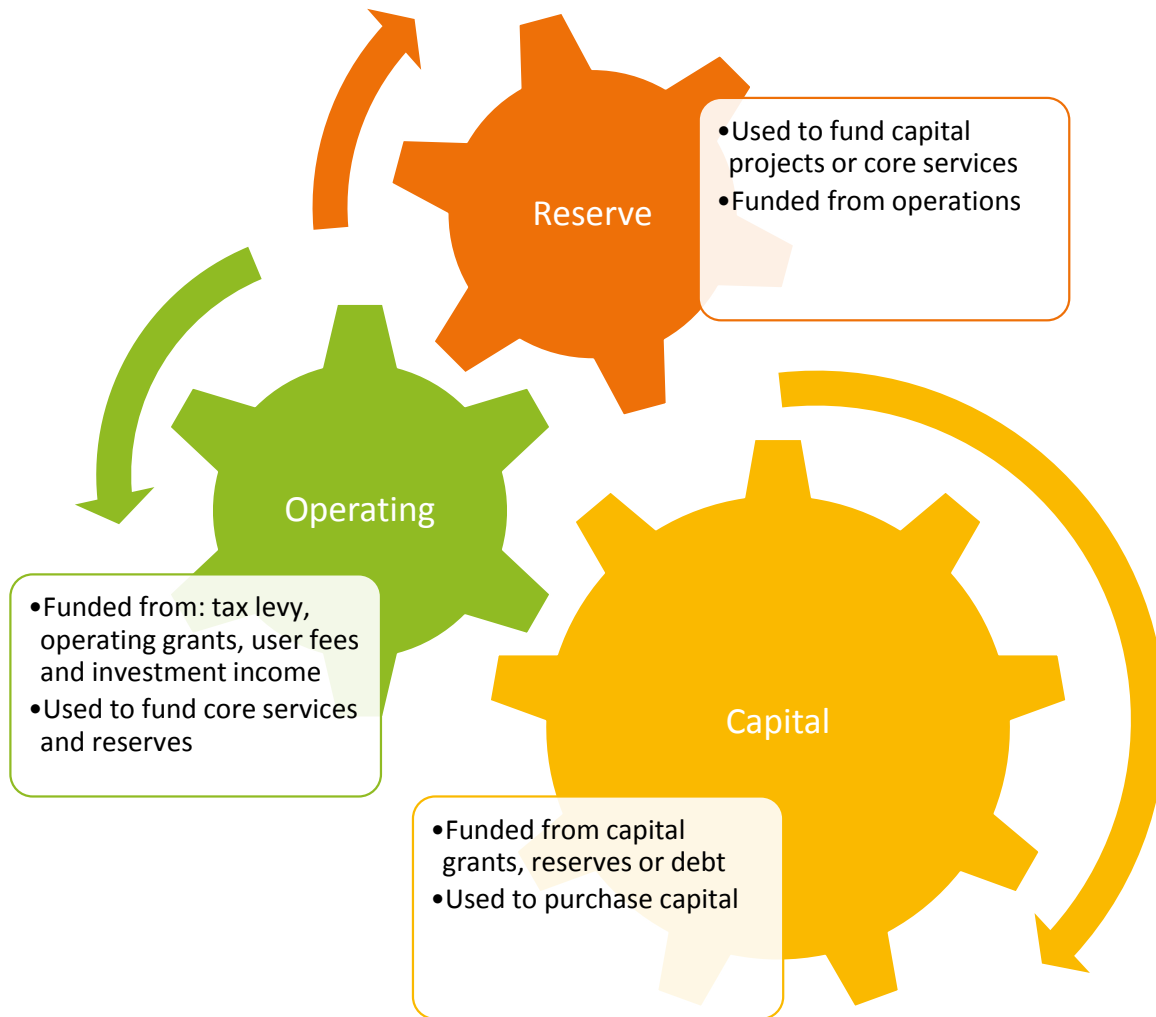 Reserve
•Used to fund capital
projects or core services
•Funded from operations
Operating
•Funded from: tax levy,
operating grants, user fees
and investment income
•Used to fund core services
and reserves
Capital
•Funded from capital
grants, reserves or debt
•Used to purchase capital